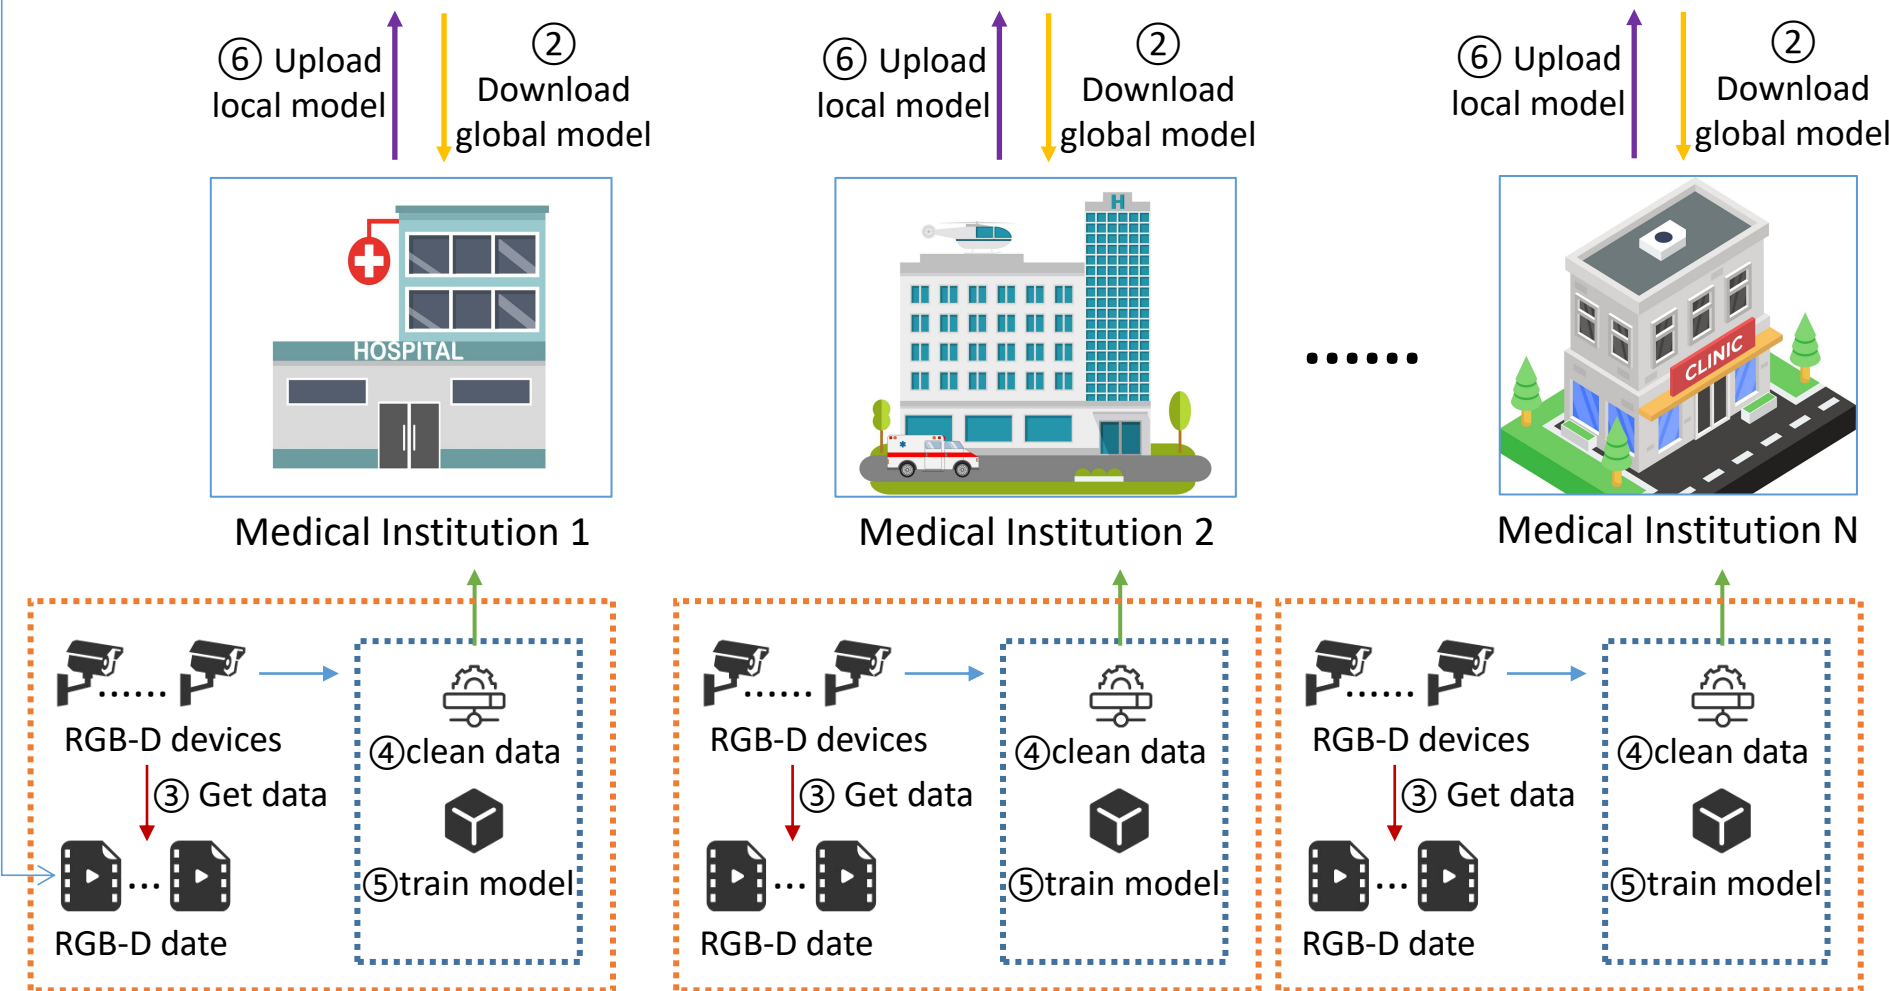 ⑥ Upload
local model
②
Download
global model
⑥ Upload
local model
②
Download
global model
⑥ Upload
local model
②
Download
global model
HOSPITAL
H
CLINIC
......
Medical Institution 1
Medical Institution 2
Medical Institution N
......
RGB-D devices
③ Get data
...
RGB-D date
④clean data
⑤train model
......
RGB-D devices
③ Get data
...
RGB-D date
④clean data
⑤train model
......
RGB-D devices
③ Get data
...
RGB-D date
④clean data
⑤train model